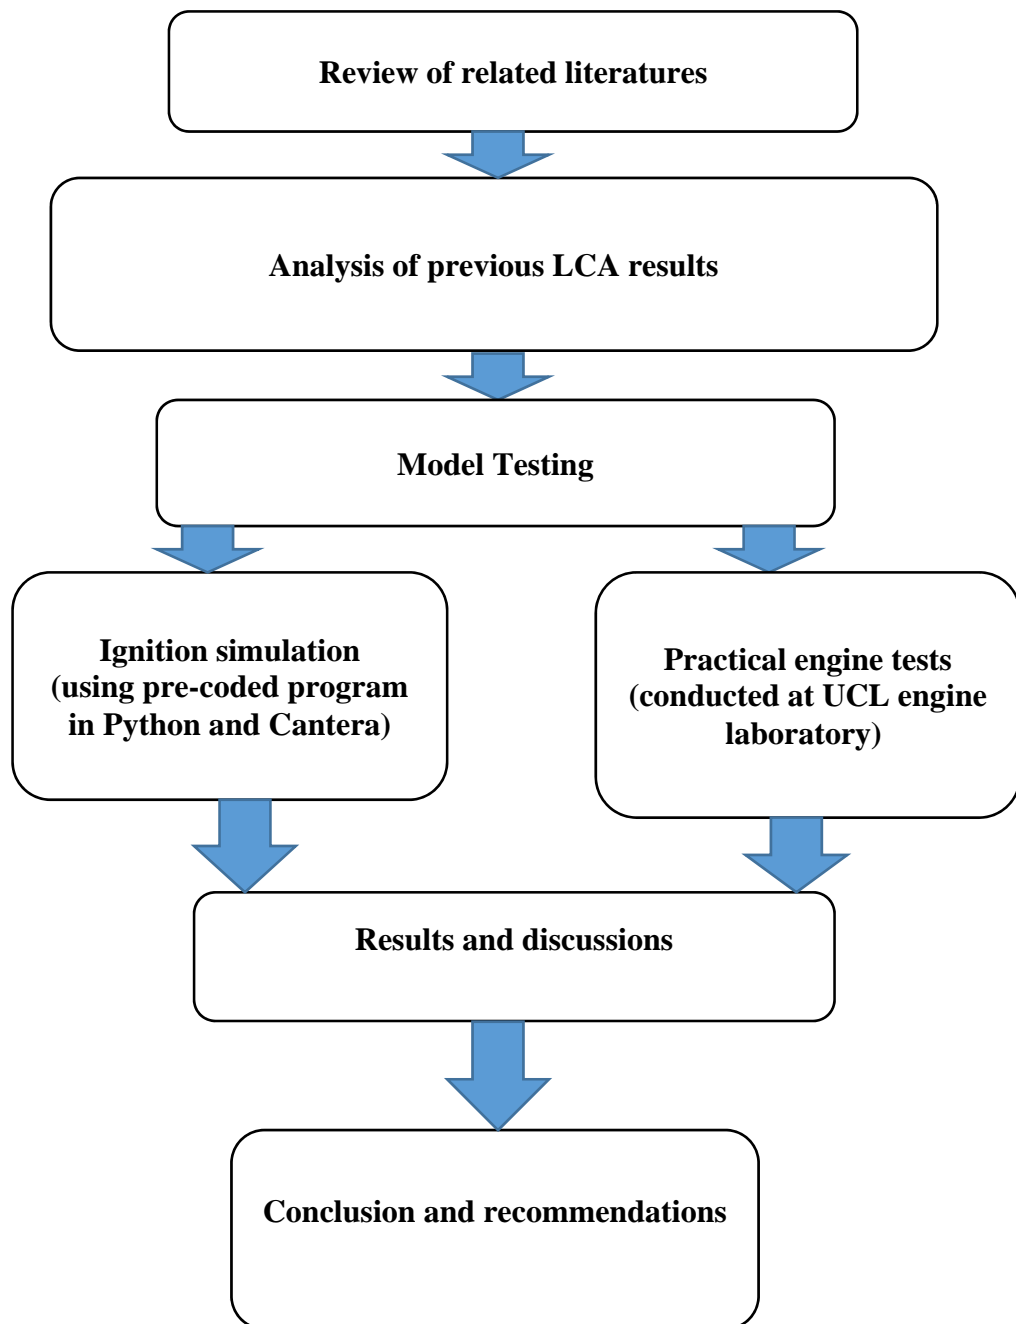 Review of related literatures
Analysis of previous LCA results
Model Testing
Ignition simulation
(using pre-coded program
in Python and Cantera)
Practical engine tests
(conducted at UCL engine
laboratory)
Results and discussions
Conclusion and recommendations